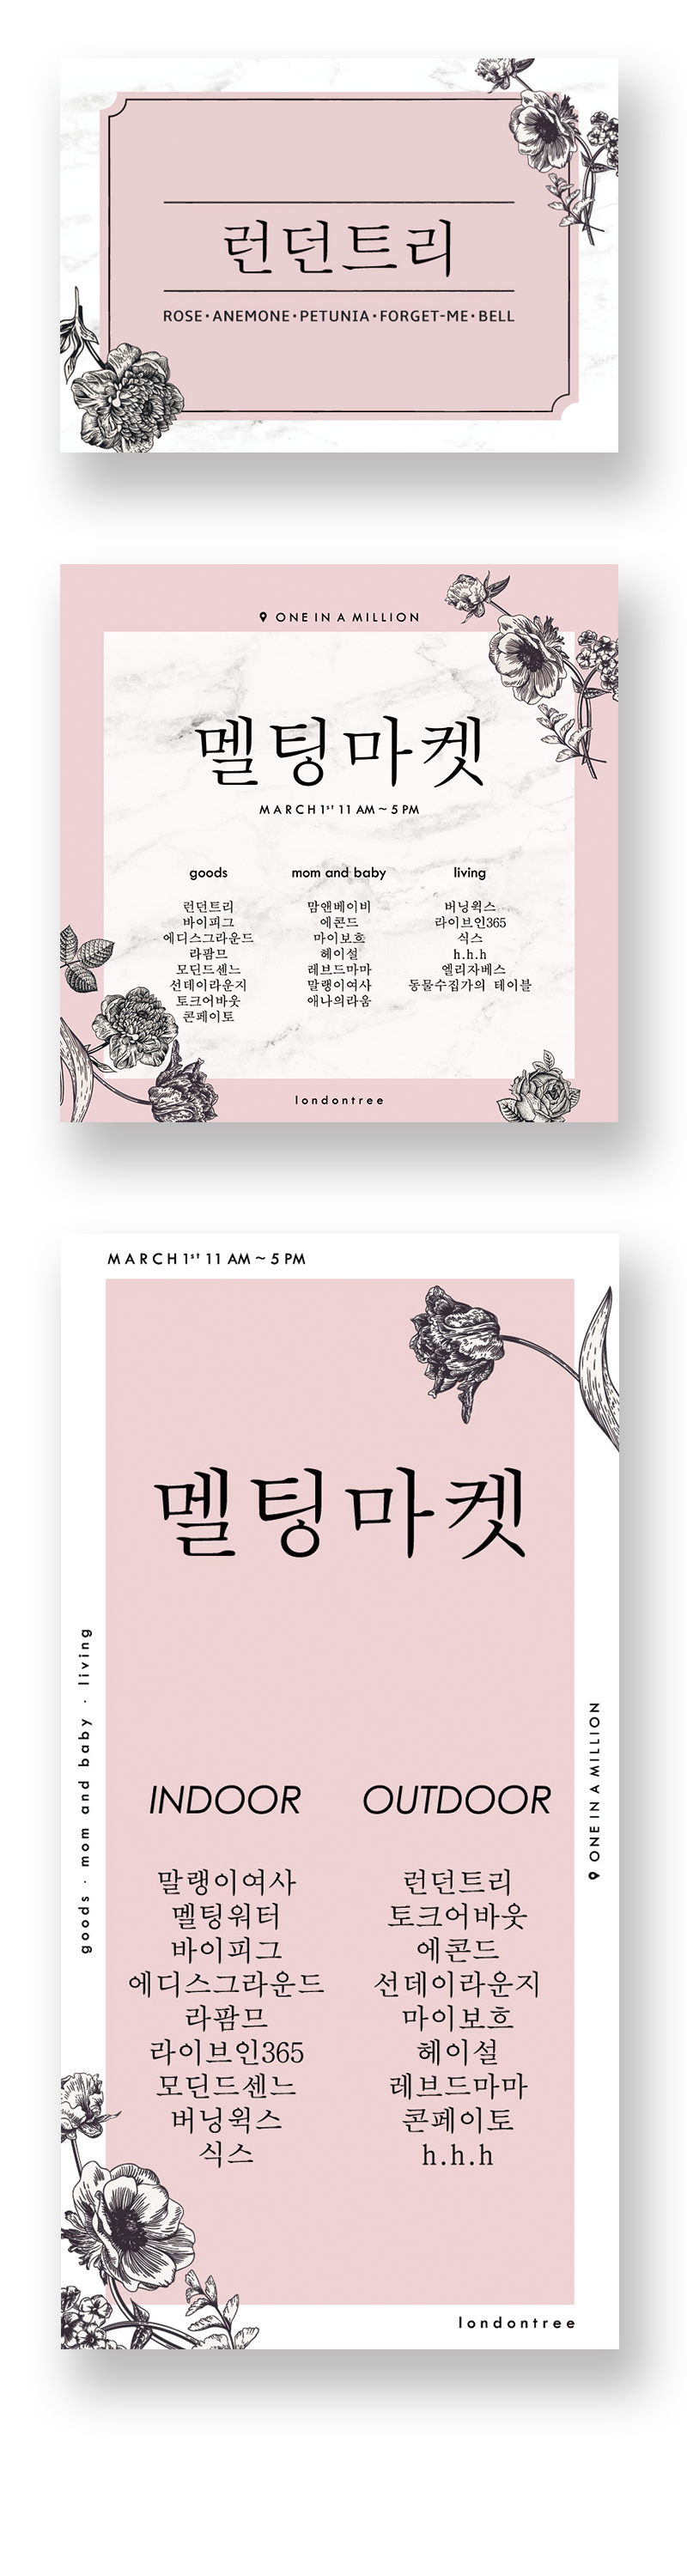 런던트리
ROSE·ANEMONE·PETUNIA·FORGET-ME·BELL
ONE IN A MILLION
멜팅마켓
MARCH 1st 11 AM ~ 5 PM
goods
런던트리
바이피그
에디스그라운드
라팜므
모던드센느
선데이라운지
토크어바웃
콘페이토
mom and baby
맘앤베이비
에콘드
마이보흐
헤이설
레브드마마
말랭이여사
애나의라움
living
버닝윅스
라이브인365
식스
h.h.h
엘리자베스
동물수집가의 테이블
londontree
MARCH 1st 11 AM ~ 5 PM
멜팅마켓
goods · mom and baby · living
ONE IN A MILLION
INDOOR
말랭이여사
멜팅워터
바이피그
에디스그라운드
라팜므
라이브인365
모던드센느
버닝윅스
식스
OUTDOOR
런던트리
토크어바웃
에콘드
선데이라운지
마이보흐
헤이설
레브드마마
콘페이토
h.h.h
londontree